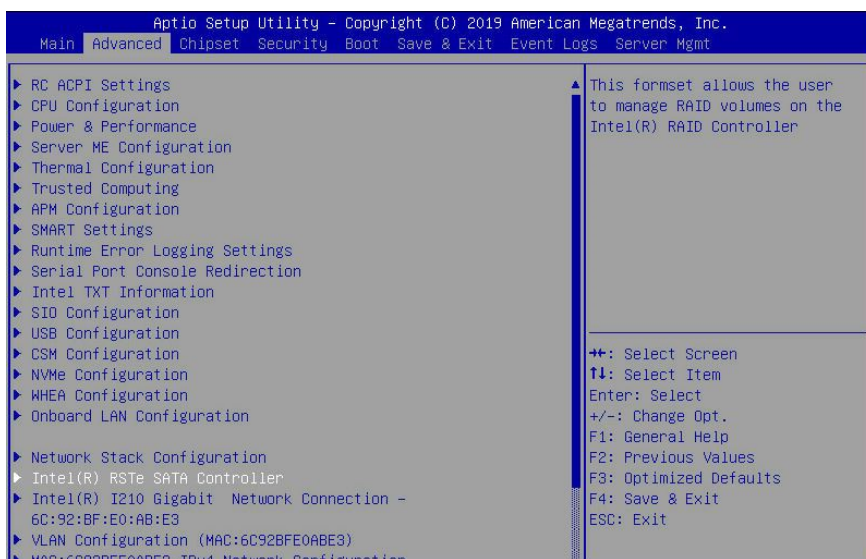 Aptio Setup Utility – Copyright (C) 2019 American Megatrends, Inc.
Main Advanced Chipset Security Boot Save & Exit Event Logs Server Mgmt
RC ACPI Settings
CPU Configuration
Power & Performance
Server ME Configuration
Thermal Configuration
Trusted Computing
APM Configuration
SMART Settings
Runtime Error Logging Settings
Serial Port Console Redirection
Intel TXT Information
SIO Configuration
USB Configuration
CSM Configuration
NVMe Configuration
WHEA Configuration
Onboard LAN Configuration
Network Stack Configuration
Intel(R) RSTe SATA Controller
Intel(R) I210 Gigabit  Network Connection –
6C:92:BF:E0:AB:E3
VLAN Configuration (MAC:6C92BFE0ABE3)
MAC:6C92BFE0ABE3-IPv4 Network Configuration
This formset allows the user
to manage RAID volumes on the
Intel(R) RAID Controller
→←: Select Screen
↑↓: Select Item
Enter: Select
+/-: Change Opt.
F1: General Help
F2: Previous Values
F3: Optimized Defaults
F4: Save & Exit
ESC: Exit